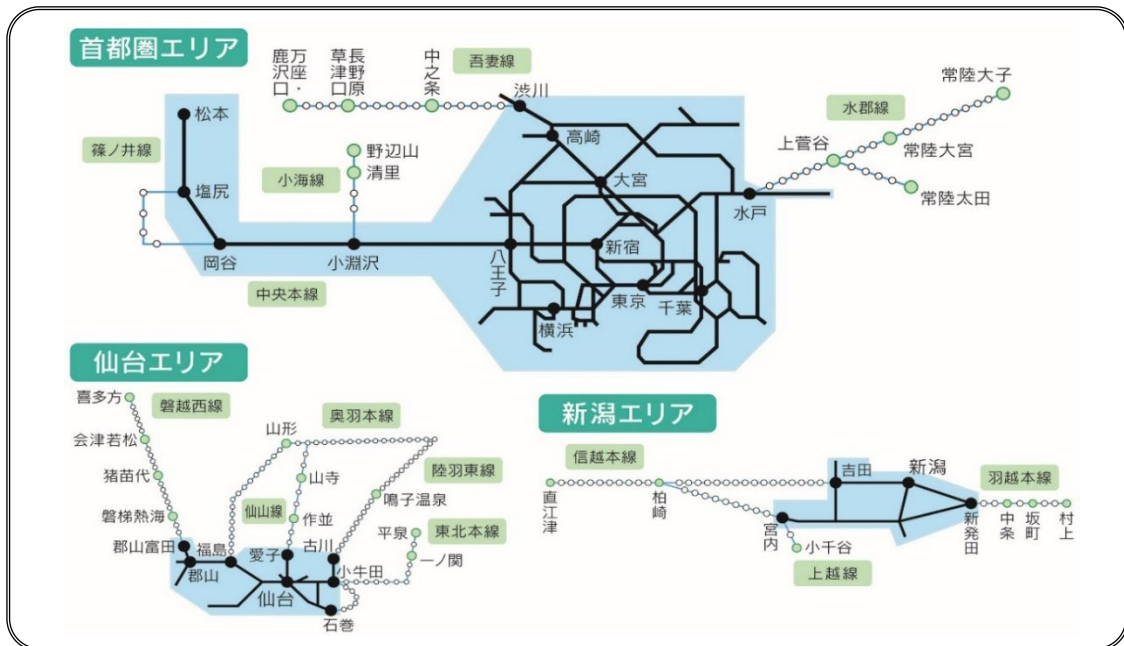 首都圏エリア
万座・
鹿沢口
長野原
草津口
中之条
吾妻線
渋川
高崎
大宮
常陸大子
水郡線
上菅谷
常陸大宮
常陸太田
水戸
松本
篠ノ井線
塩尻
野辺山
小海線
清里
岡谷
小淵沢
中央本線
八王子
新宿
東京
千葉
横浜
仙台エリア
喜多方
磐越西線
会津若松
猪苗代
磐梯熱海
郡山富田
郡山
福島
山形
奥羽本線
山寺
陸羽東線
仙山線
作並
鳴子温泉
愛子
古川
平泉
東北本線
一ノ関
小牛田
仙台
石巻
新潟エリア
信越本線
吉田
新潟
羽越本線
直江津
柏崎
宮内
小千谷
上越線
新発田
中条
坂町
村上